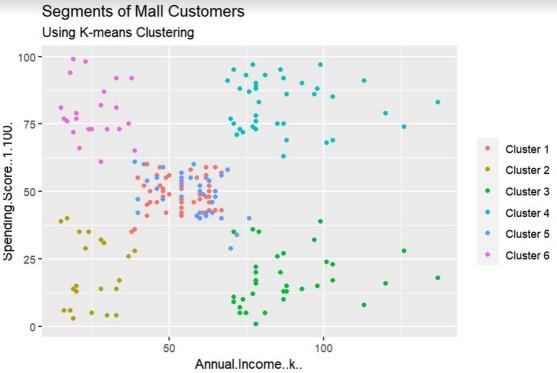 Segments of Mall Customers
Using K-means Clustering
100
75
50
25
0
Spending.Score..1.100.
50
100
Annual.Income..k..
Cluster 1
Cluster 2
Cluster 3
Cluster 4
Cluster 5
Cluster 6